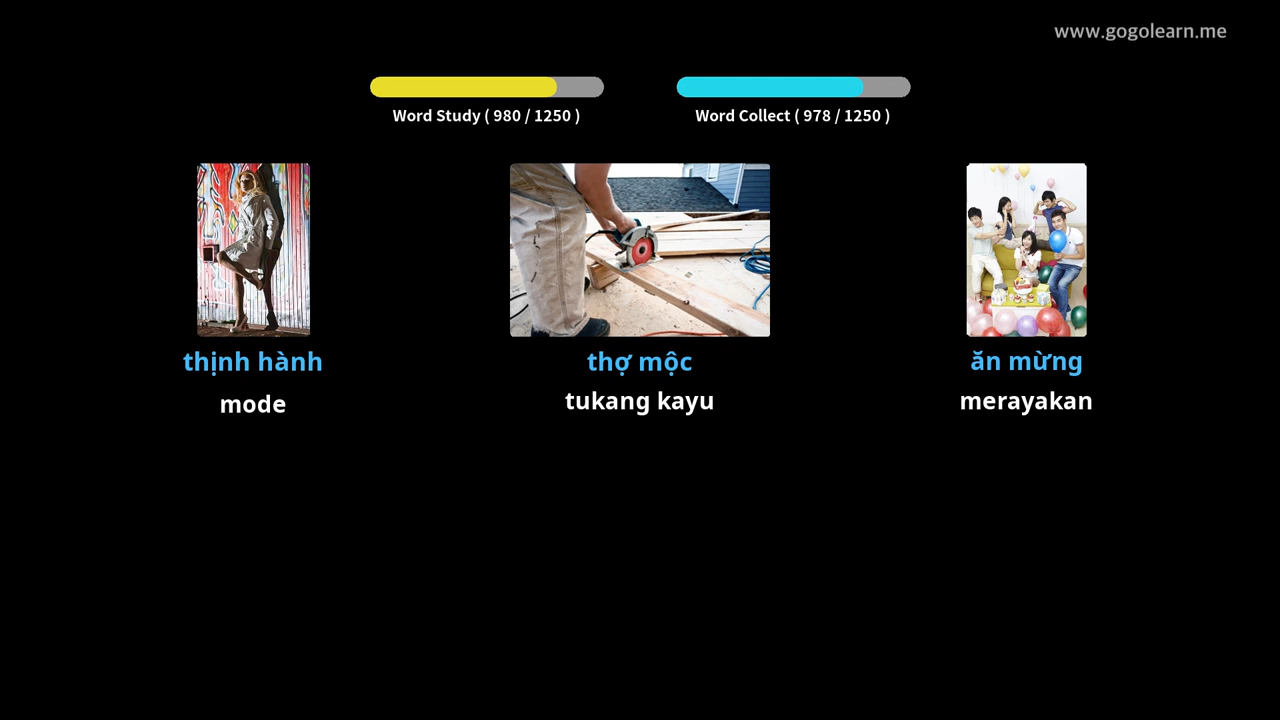 www.gogolearn.me
Word Study ( 980 / 1250 )
Word Collect ( 978 / 1250 )
thịnh hành
mode
thợ mộc
tukang kayu
ăn mừng
merayakan